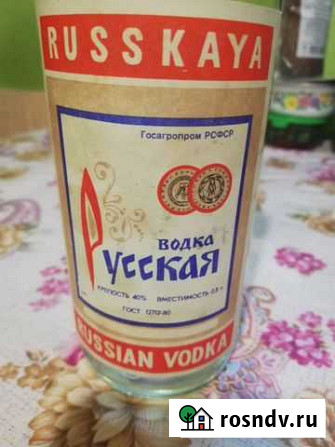 RUSSKAYA
Госагропром РСФСР
ВОДКА
Русская
КРЕПОСТЬ 40% ВМЕСТИМОСТЬ 0,5 л
ГОСТ 12712-80
RUSSIAN VODKA
rosndv.ru